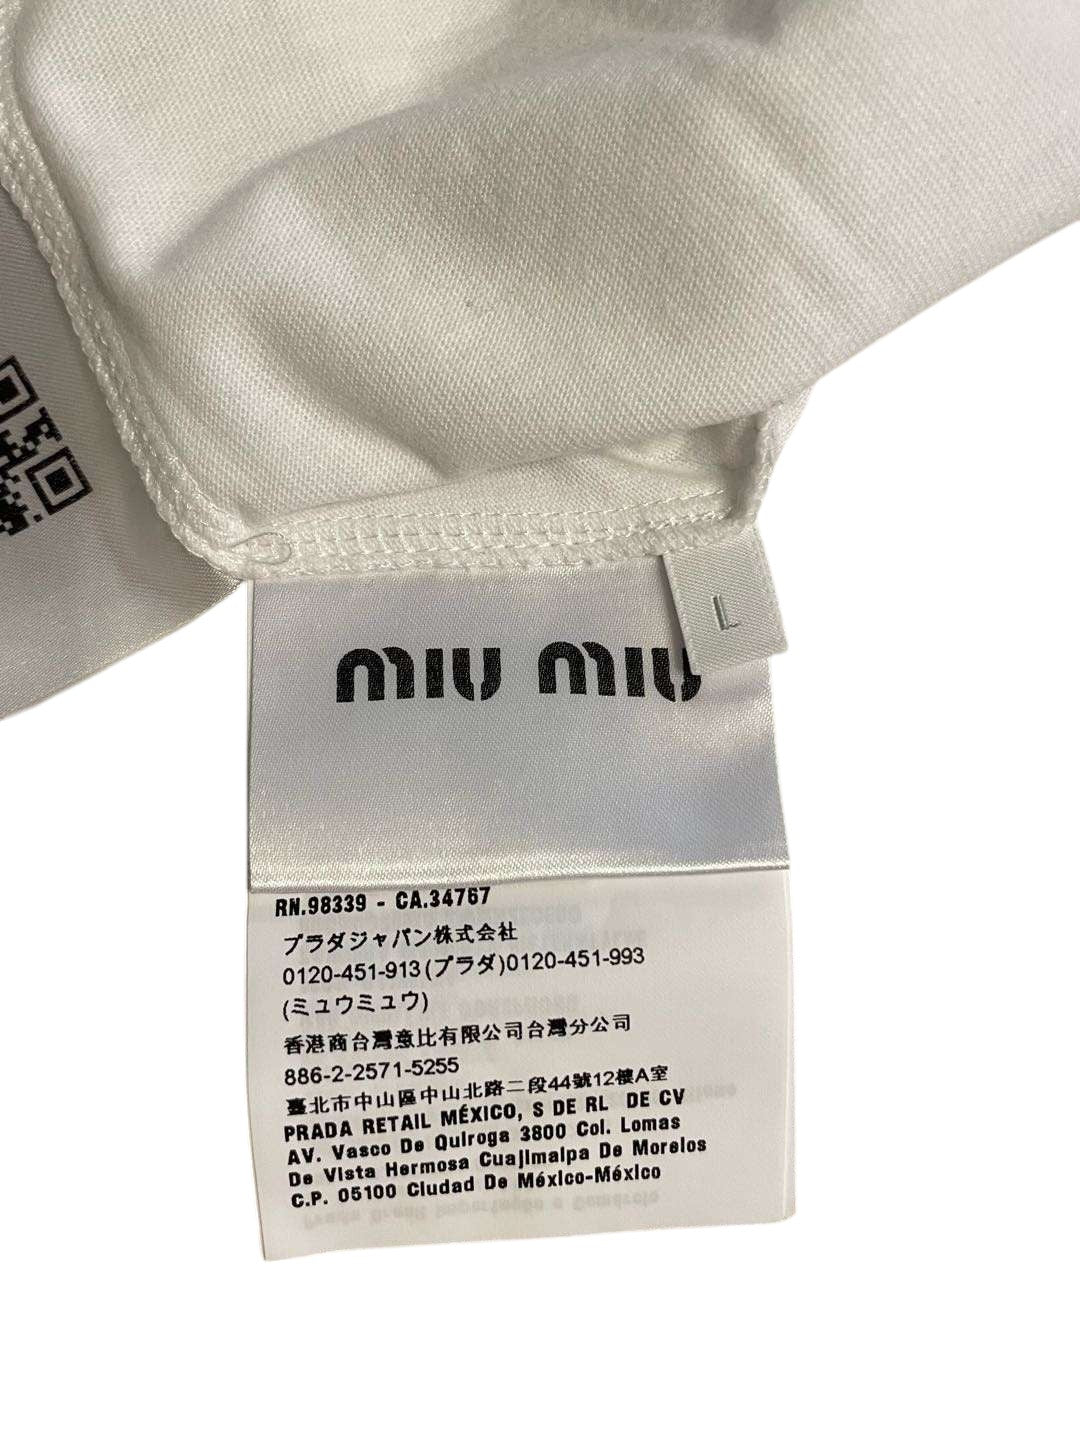 L
miu miu
RN.98339 - CA.34767
プラダジャパン株式会社
0120-451-913(プラダ)0120-451-993
(ミュウミュウ)
香港商台灣意比有限公司台灣分公司
886-2-2571-5255
臺北市中山區中山北路二段44號12樓A室
PRADA RETAIL MÉXICO, S DE RL DE CV
AV. Vasco De Quiroga 3800 Col. Lomas
De Vista Hermosa Cuajimalpa De Morelos
C.P. 05100 Ciudad De México-México